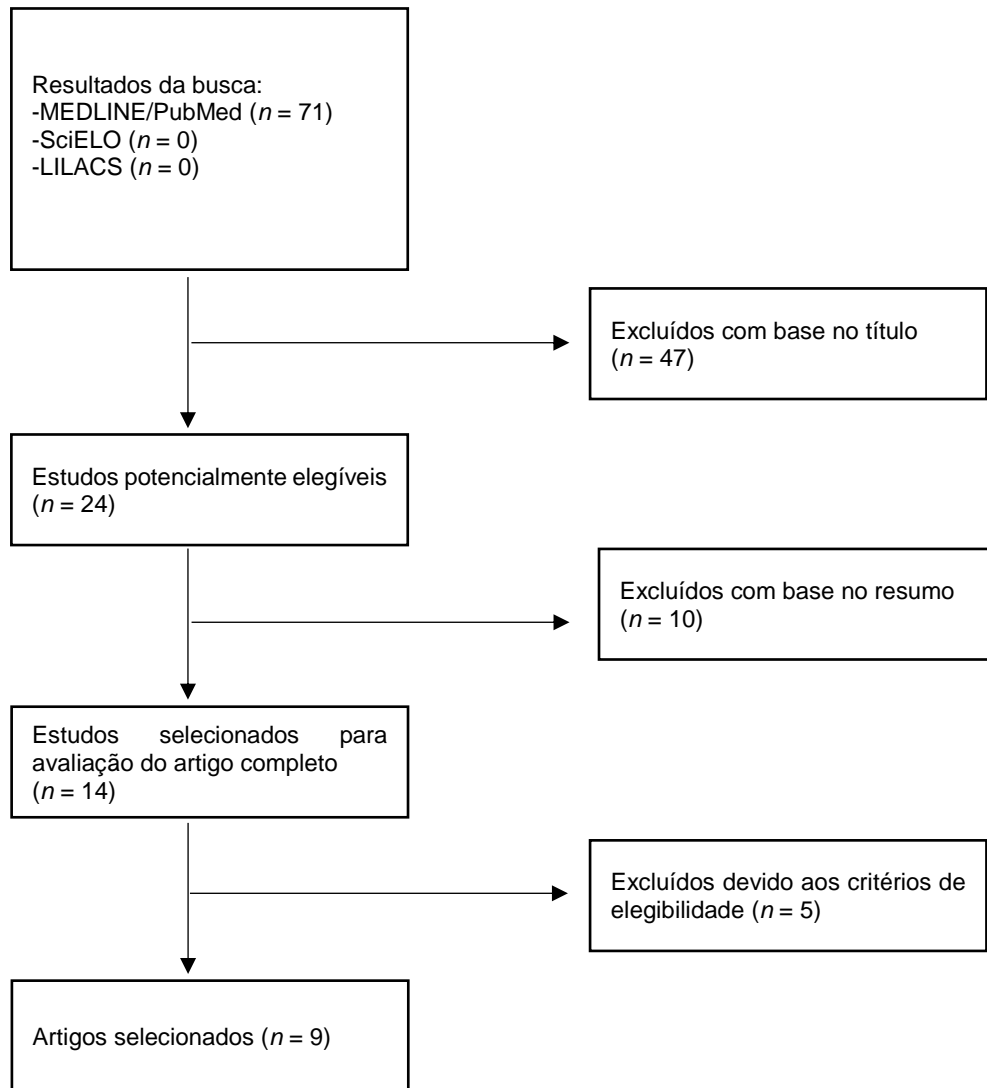 Resultados da busca:
-MEDLINE/PubMed (n = 71)
-SciELO (n = 0)
-LILACS (n = 0)
Excluídos com base no título
(n = 47)
Estudos potencialmente elegíveis
(n = 24)
Excluídos com base no resumo
(n = 10)
Estudos selecionados para
avaliação do artigo completo
(n = 14)
Excluídos devido aos critérios de
elegibilidade (n = 5)
Artigos selecionados (n = 9)